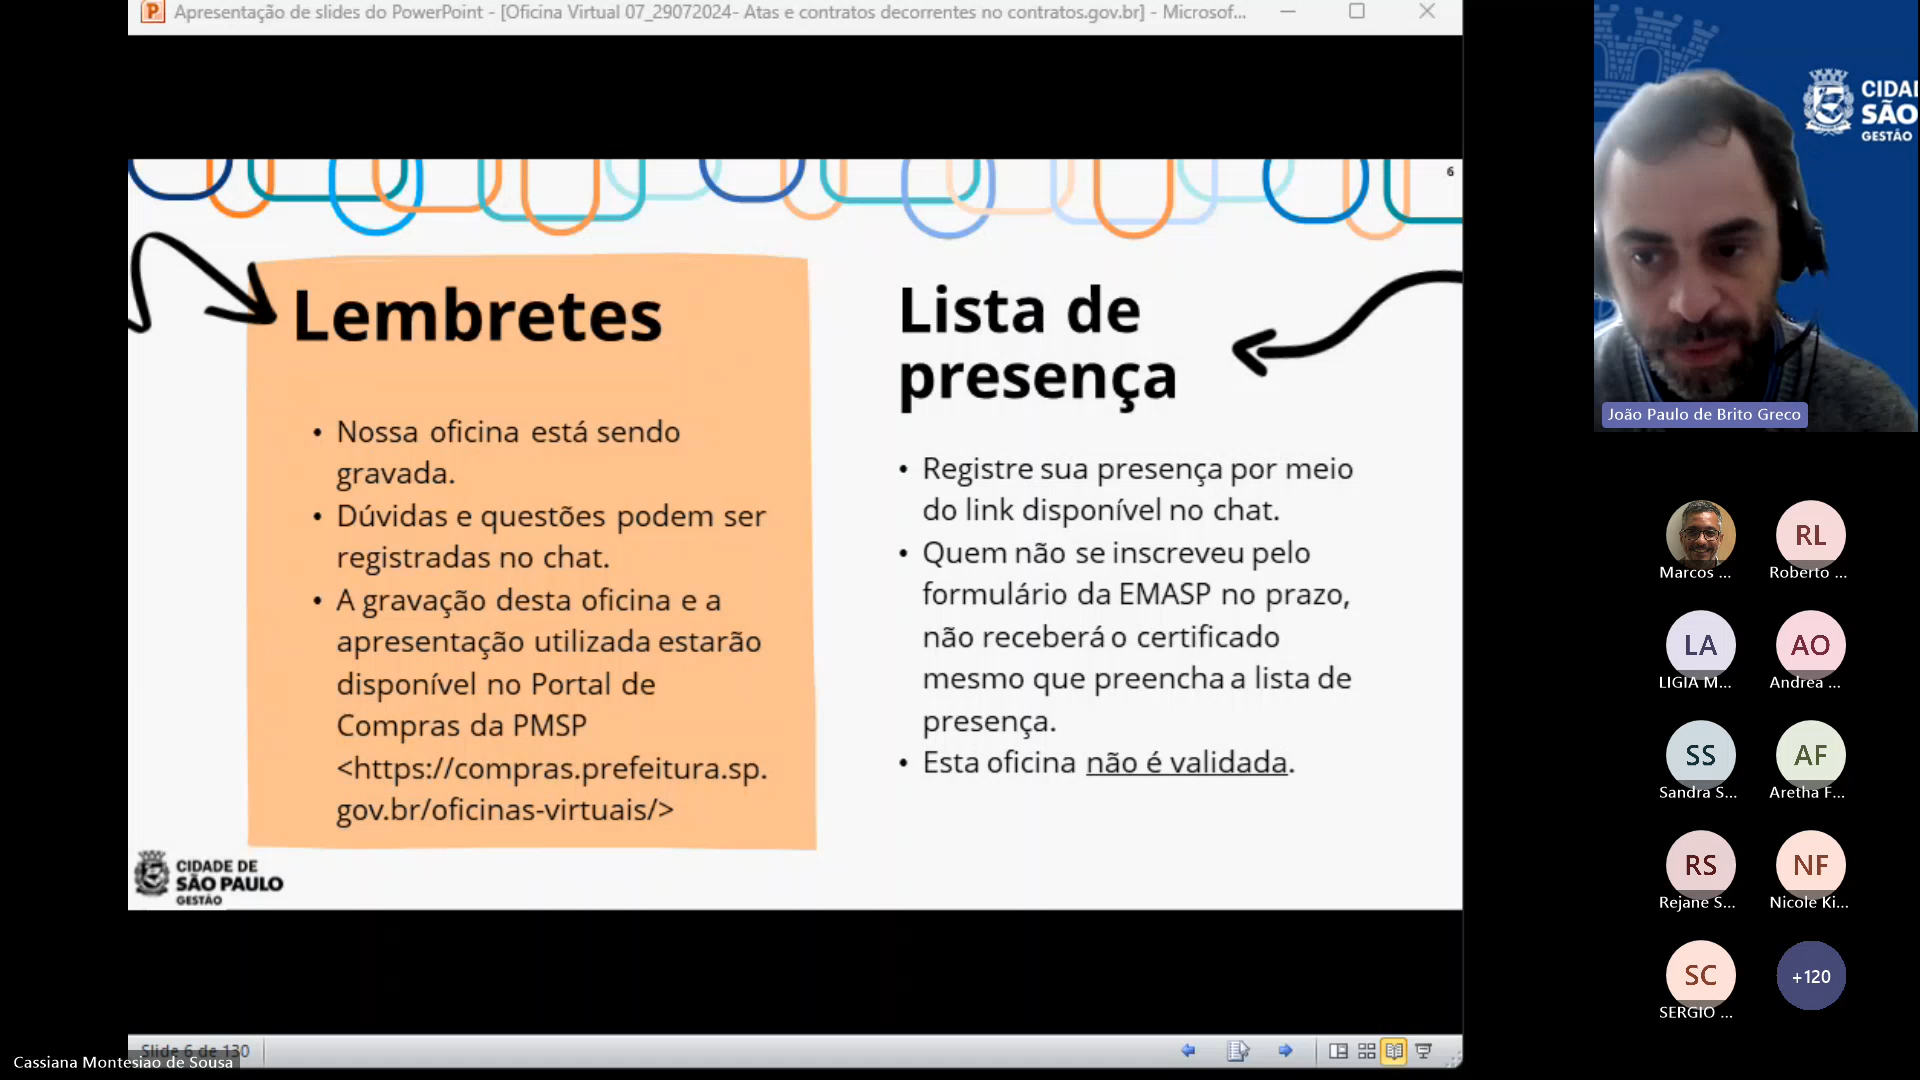 Apresentação de slides do PowerPoint - [Oficina Virtual 07_29072024- Atas e contratos decorrentes no contratos.gov.br] - Microsof...
6
Lembretes
• Nossa oficina está sendo
gravada.
• Dúvidas e questões podem ser
registradas no chat.
• A gravação desta oficina e a
apresentação utilizada estarão
disponível no Portal de
Compras da PMSP
<https://compras.prefeitura.sp.
gov.br/oficinas-virtuais/>
Lista de
presença
• Registre sua presença por meio
do link disponível no chat.
• Quem não se inscreveu pelo
formulário da EMASP no prazo,
não receberá o certificado
mesmo que preencha a lista de
presença.
• Esta oficina não é validada.
CIDADE DE
SÃO PAULO
GESTÃO
Slide 6 de 130
Cassiana Montesiao de Sousa
CIDAI
SÃO
GESTÃO
João Paulo de Brito Greco
Marcos ...
RL
Roberto ...
LA
LIGIA M...
AO
Andrea ...
SS
Sandra S...
AF
Aretha F...
RS
Rejane S...
NF
Nicole Ki...
SC
SERGIO ...
+120